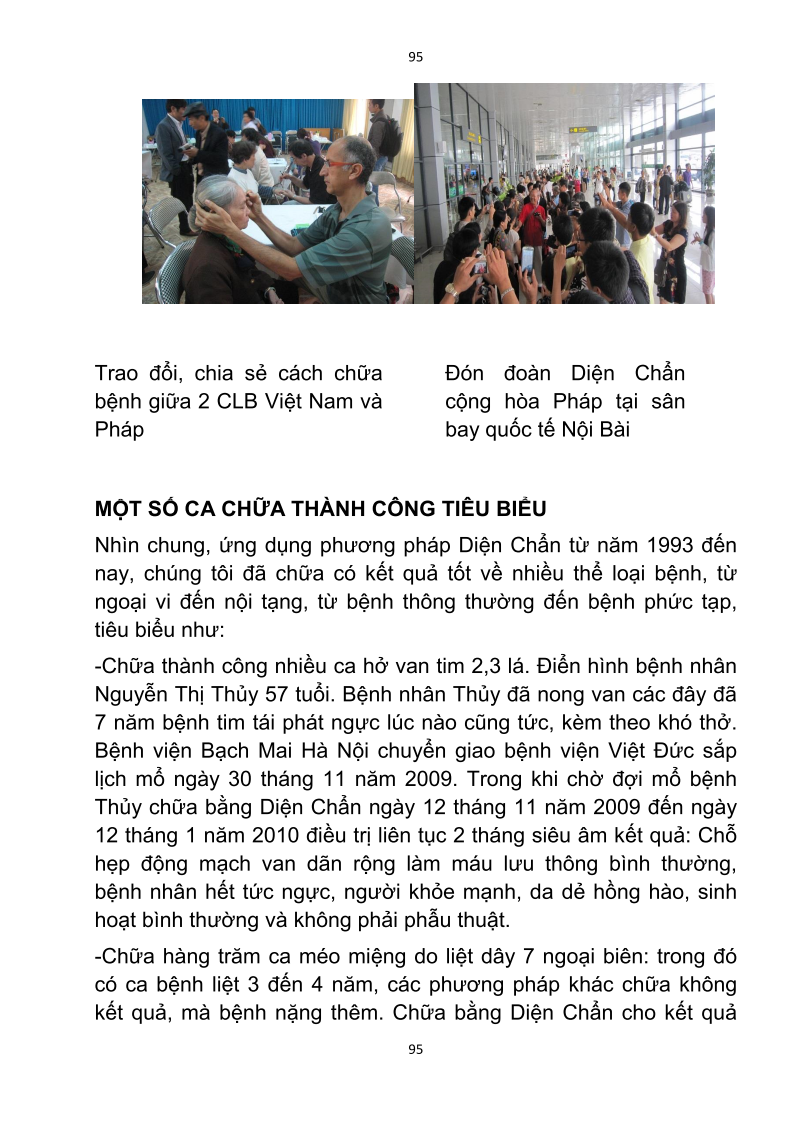 95
Trao đổi, chia sẻ cách chữa
bệnh giữa 2 CLB Việt Nam và
Pháp
Đón đoàn Diện Chẩn
cộng hòa Pháp tại sân
bay quốc tế Nội Bài
MỘT SỐ CA CHỮA THÀNH CÔNG TIÊU BIỂU
Nhìn chung, ứng dụng phương pháp Diện Chẩn từ năm 1993 đến
nay, chúng tôi đã chữa có kết quả tốt về nhiều thể loại bệnh, từ
ngoại vi đến nội tạng, từ bệnh thông thường đến bệnh phức tạp,
tiêu biểu như:
-Chữa thành công nhiều ca hở van tim 2,3 lá. Điển hình bệnh nhân
Nguyễn Thị Thủy 57 tuổi. Bệnh nhân Thủy đã nong van các đây đã
7 năm bệnh tim tái phát ngực lúc nào cũng tức, kèm theo khó thở.
Bệnh viện Bạch Mai Hà Nội chuyển giao bệnh viện Việt Đức sắp
lịch mổ ngày 30 tháng 11 năm 2009. Trong khi chờ đợi mổ bệnh
Thủy chữa bằng Diện Chẩn ngày 12 tháng 11 năm 2009 đến ngày
12 tháng 1 năm 2010 điều trị liên tục 2 tháng siêu âm kết quả: Chỗ
hẹp động mạch van dãn rộng làm máu lưu thông bình thường,
bệnh nhân hết tức ngực, người khỏe mạnh, da dẻ hồng hào, sinh
hoạt bình thường và không phải phẫu thuật.
-Chữa hàng trăm ca méo miệng do liệt dây 7 ngoại biên: trong đó
có ca bệnh liệt 3 đến 4 năm, các phương pháp khác chữa không
kết quả, mà bệnh nặng thêm. Chữa bằng Diện Chẩn cho kết quả
95